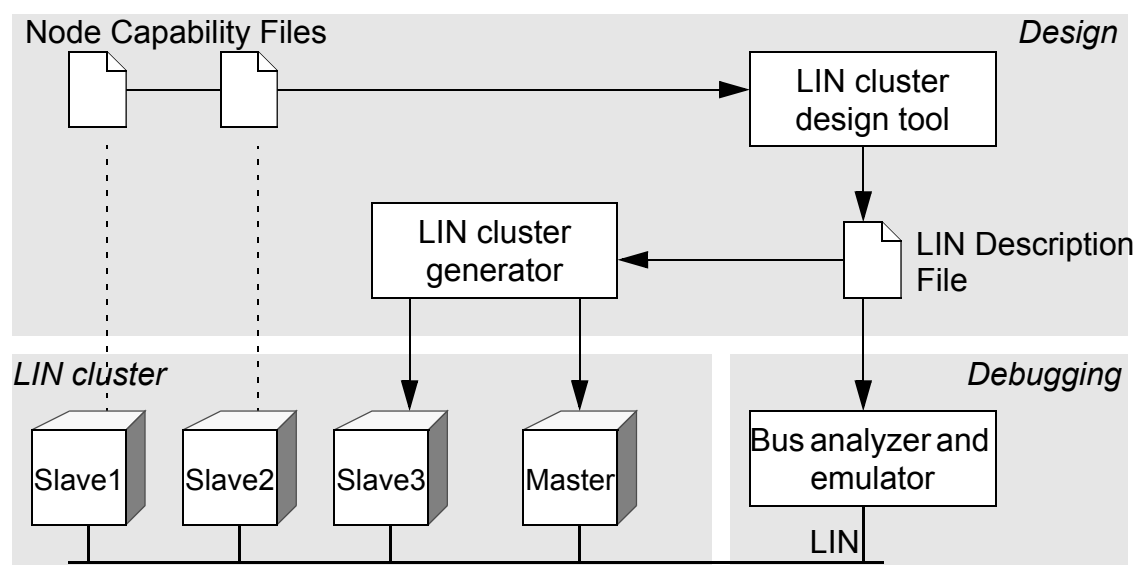 Node Capability Files
Design
LIN cluster
design tool
LIN cluster
generator
LIN Description
File
LIN cluster
Debugging
Slave1
Slave2
Slave3
Master
Bus analyzer and
emulator
LIN